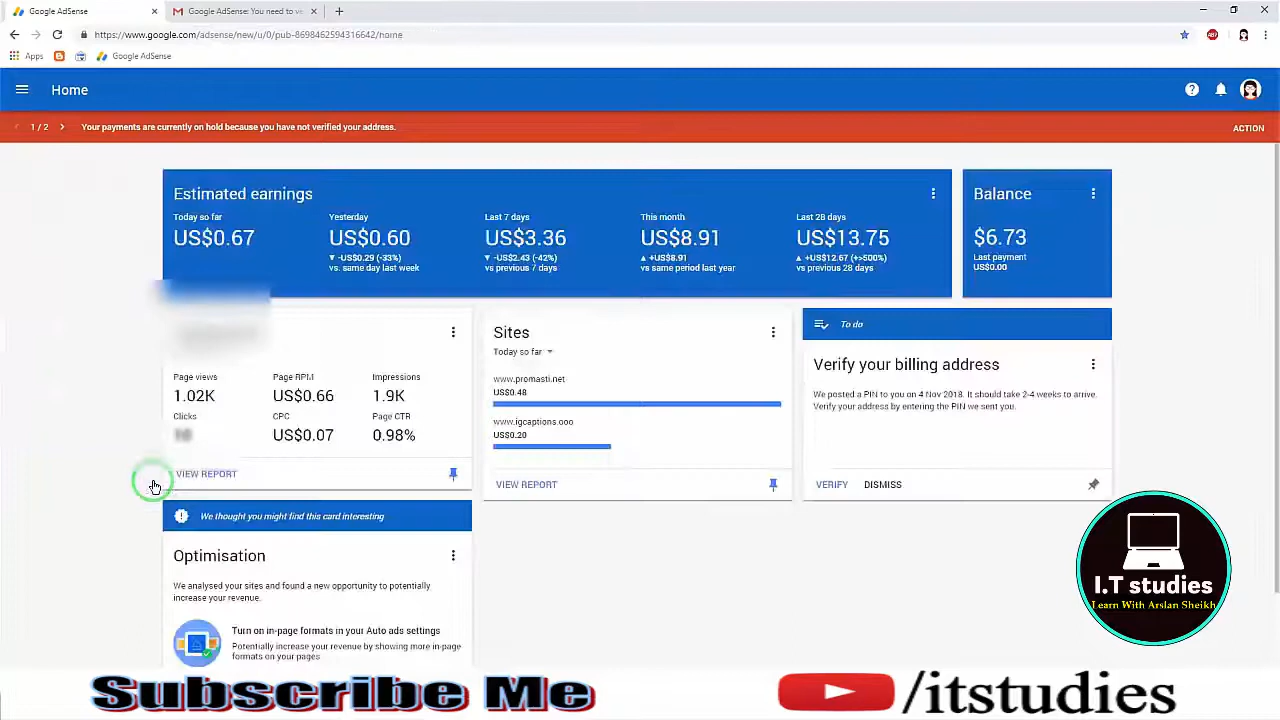 Google AdSense
Google AdSense: You need to ve
https://www.google.com/adsense/new/u/0/pub-8698462594316642/home
Apps
Google AdSense
Home
1 / 2
Your payments are currently on hold because you have not verified your address.
ACTION
Estimated earnings
Today so far
US$0.67
Yesterday
US$0.60
-US$0.29 (-33%)
vs. same day last week
Last 7 days
US$3.36
-US$2.43 (-42%)
vs previous 7 days
This month
US$8.91
+US$8.91
vs same period last year
Last 28 days
US$13.75
+US$12.67 (+>500%)
vs previous 28 days
Balance
$6.73
Last payment
US$0.00
Page views
1.02K
Page RPM
US$0.66
Impressions
1.9K
Clicks
CPC
US$0.07
Page CTR
0.98%
VIEW REPORT
Sites
Today so far
www.promasti.net
US$0.48
www.igcaptions.ooo
US$0.20
VIEW REPORT
To do
Verify your billing address
We posted a PIN to you on 4 Nov 2018. It should take 2-4 weeks to arrive.
Verify your address by entering the PIN we sent you.
VERIFY
DISMISS
We thought you might find this card interesting
Optimisation
We analysed your sites and found a new opportunity to potentially
increase your revenue.
Turn on in-page formats in your Auto ads settings
Potentially increase your revenue by showing more in-page
formats on your pages
I.T studies
Learn With Arslan Sheikh
Subscribe Me
/itstudies